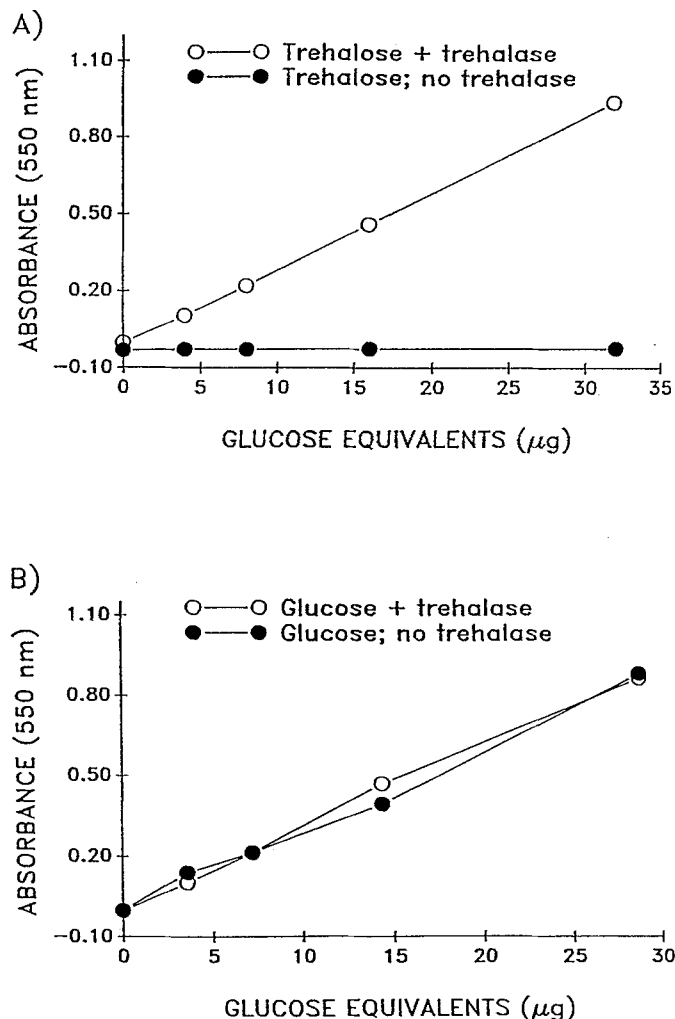 A)
Trehalose + trehalase
Trehalose; no trehalase
ABSORBANCE (550 nm)
1.10
0.80
0.50
0.20
−0.10
0 5 10 15 20 25 30 35
GLUCOSE EQUIVALENTS (μg)
B)
Glucose + trehalase
Glucose; no trehalase
ABSORBANCE (550 nm)
1.10
0.80
0.50
0.20
−0.10
0 5 10 15 20 25 30
GLUCOSE EQUIVALENTS (μg)